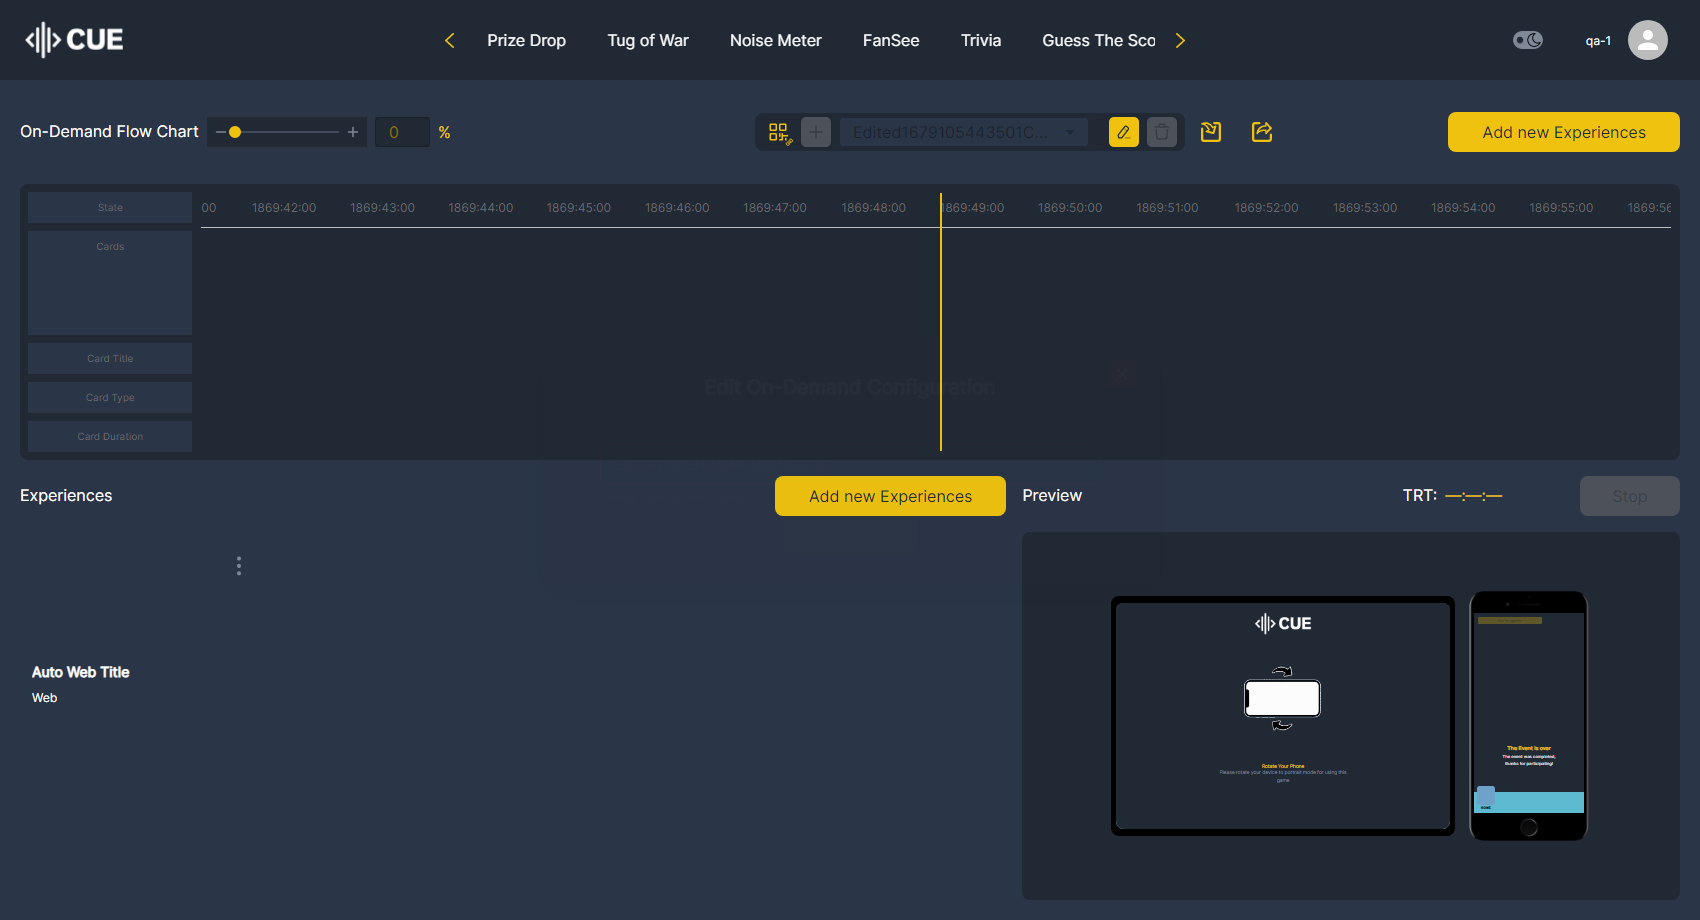 CUE
Prize Drop
Tug of War
Noise Meter
FanSee
Trivia
Guess The Sco
qa-1
On-Demand Flow Chart
0
%
Edited1679105443501C...
Add new Experiences
State
00
1869:42:00
1869:43:00
1869:44:00
1869:45:00
1869:46:00
1869:47:00
1869:48:00
1869:49:00
1869:50:00
1869:51:00
1869:52:00
1869:53:00
1869:54:00
1869:55:00
1869:56
Cards
Card Title
Card Type
Card Duration
Edit On-Demand Configuration
Experiences
Add new Experiences
Preview
TRT: —:—:—
Stop
Auto Web Title
Web
CUE
Rotate Your Phone
Please rotate your device to portrait mode for using this
game
The Event is over
The event was completed,
thanks for participating!
HOME